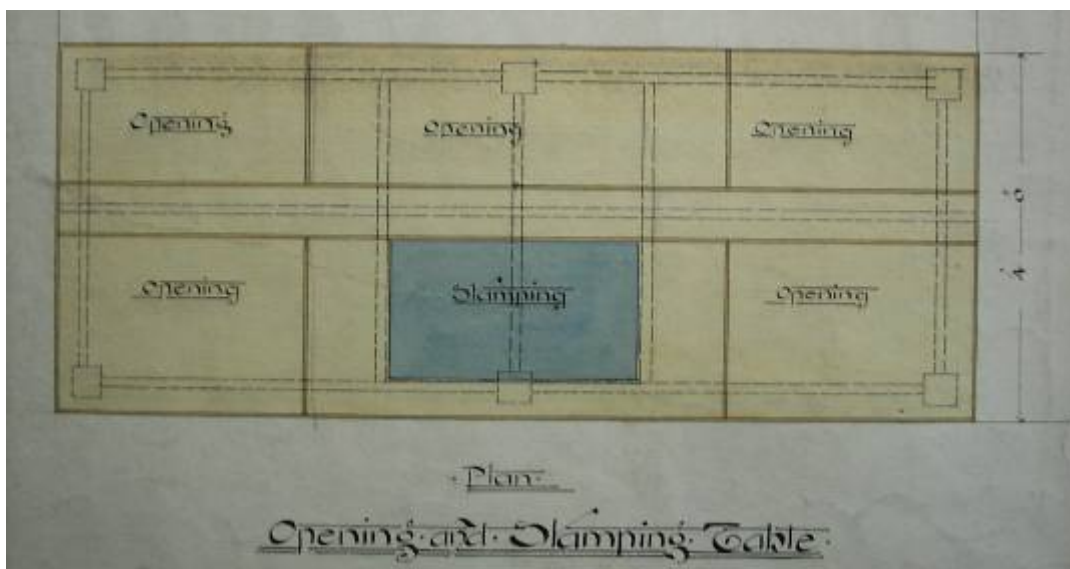 Opening Opening Opening
Opening Stamping Opening
4' 0"
Plan
Opening and Stamping Table